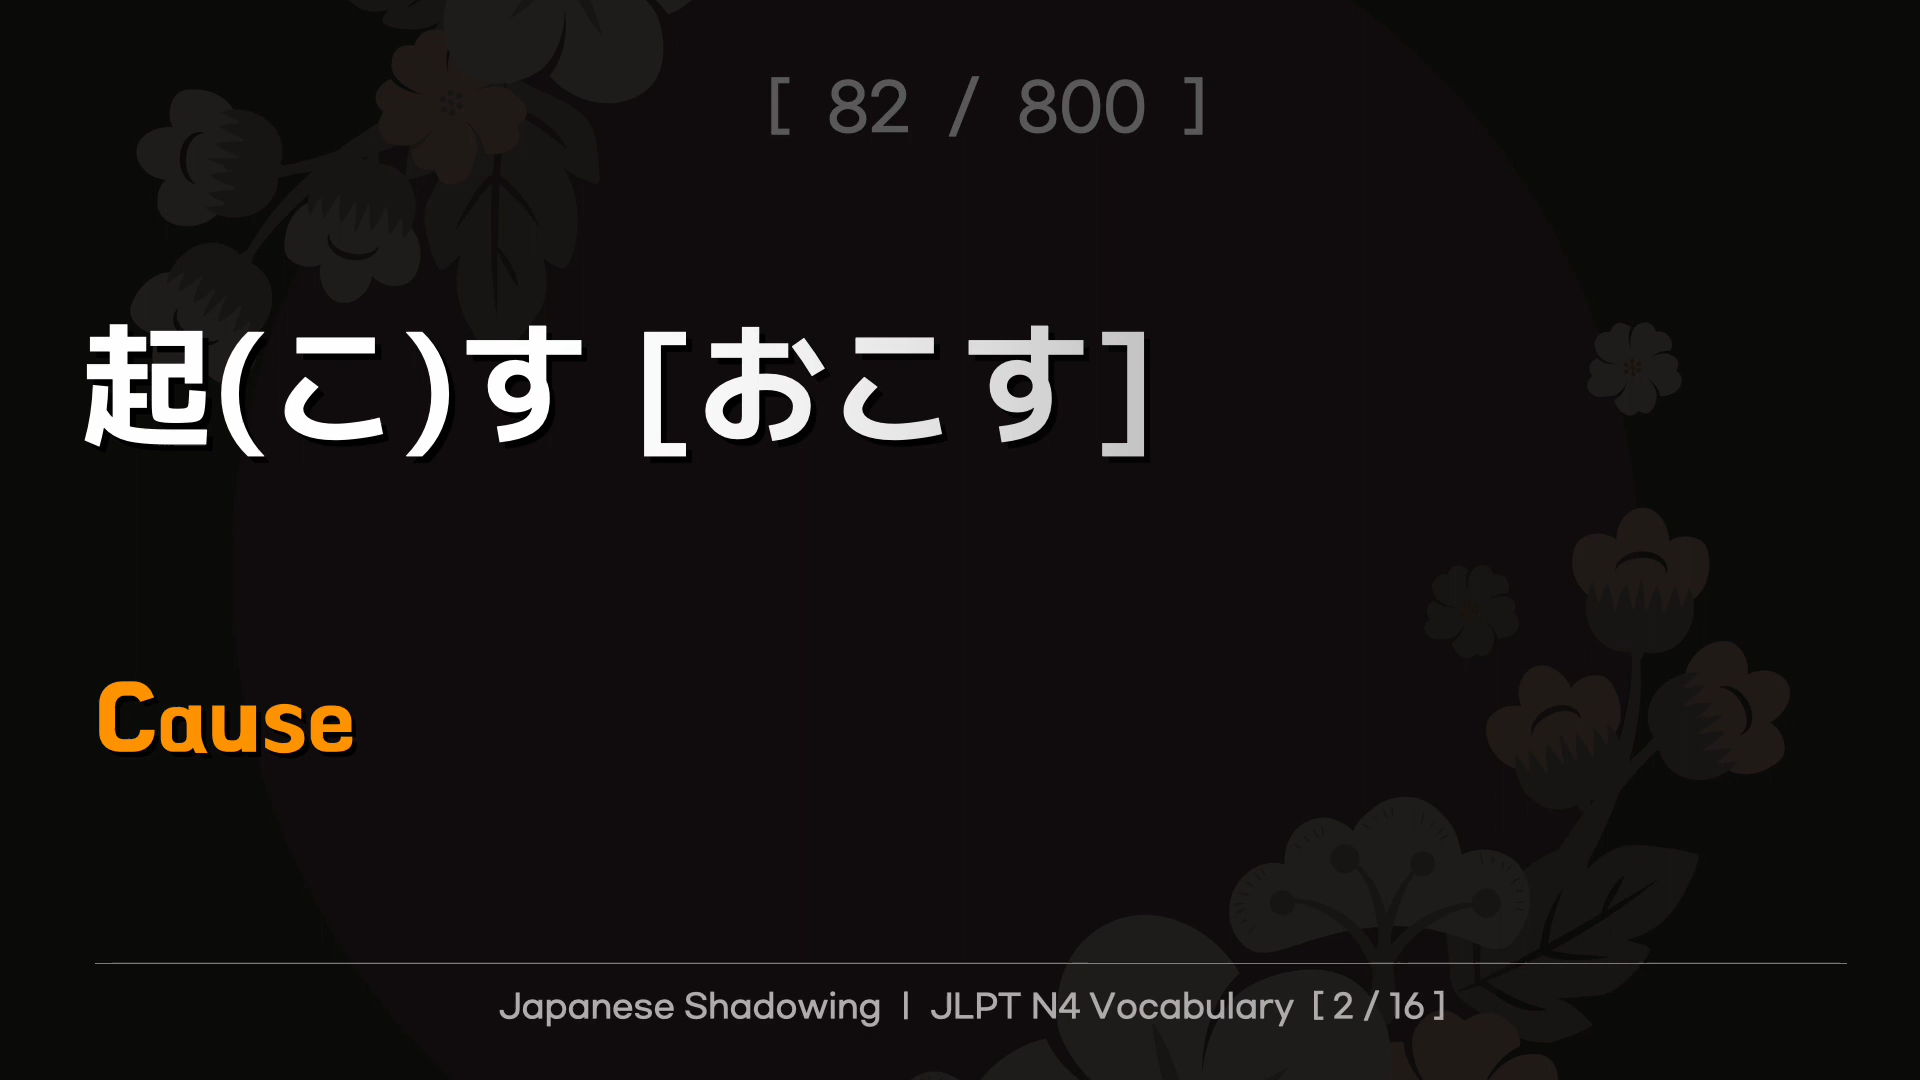 [ 82 / 800 ]
起(こ)す [おこす]
Cause
Japanese Shadowing | JLPT N4 Vocabulary [ 2 / 16 ]